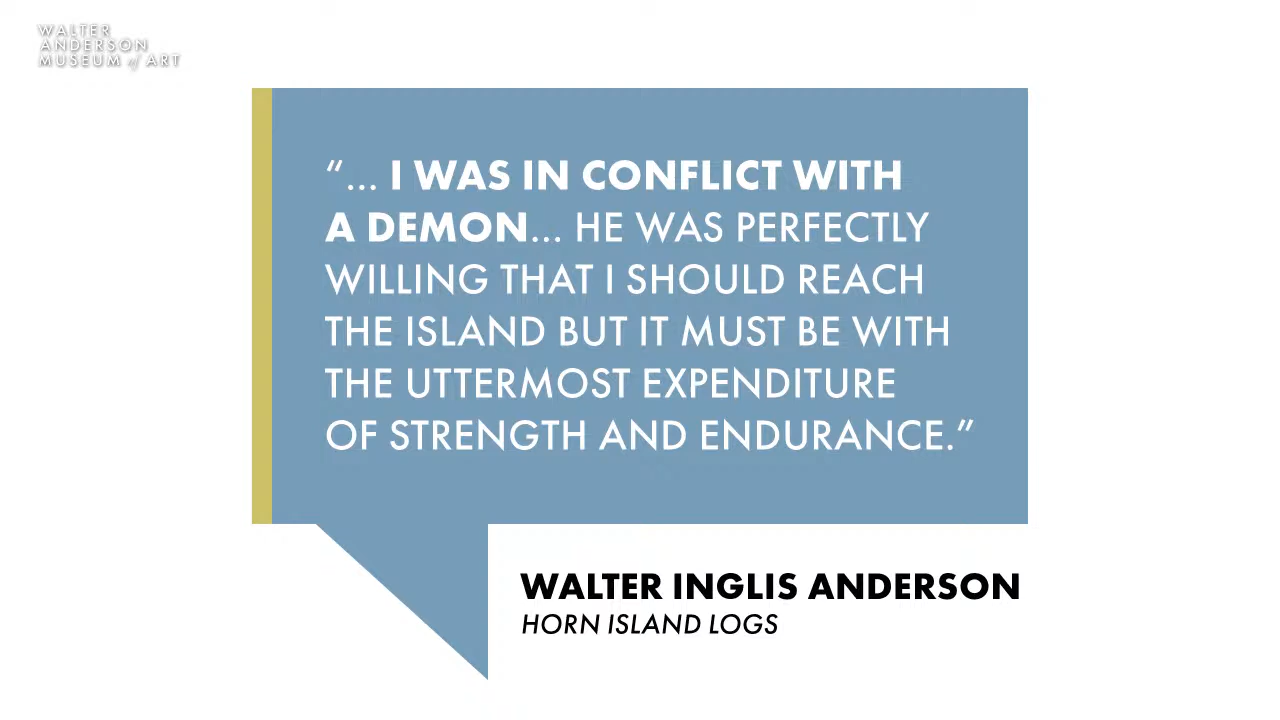 WALTER
ANDERSON
MUSEUM of ART
“... I WAS IN CONFLICT WITH
A DEMON... HE WAS PERFECTLY
WILLING THAT I SHOULD REACH
THE ISLAND BUT IT MUST BE WITH
THE UTTERMOST EXPENDITURE
OF STRENGTH AND ENDURANCE.”
WALTER INGLIS ANDERSON
HORN ISLAND LOGS